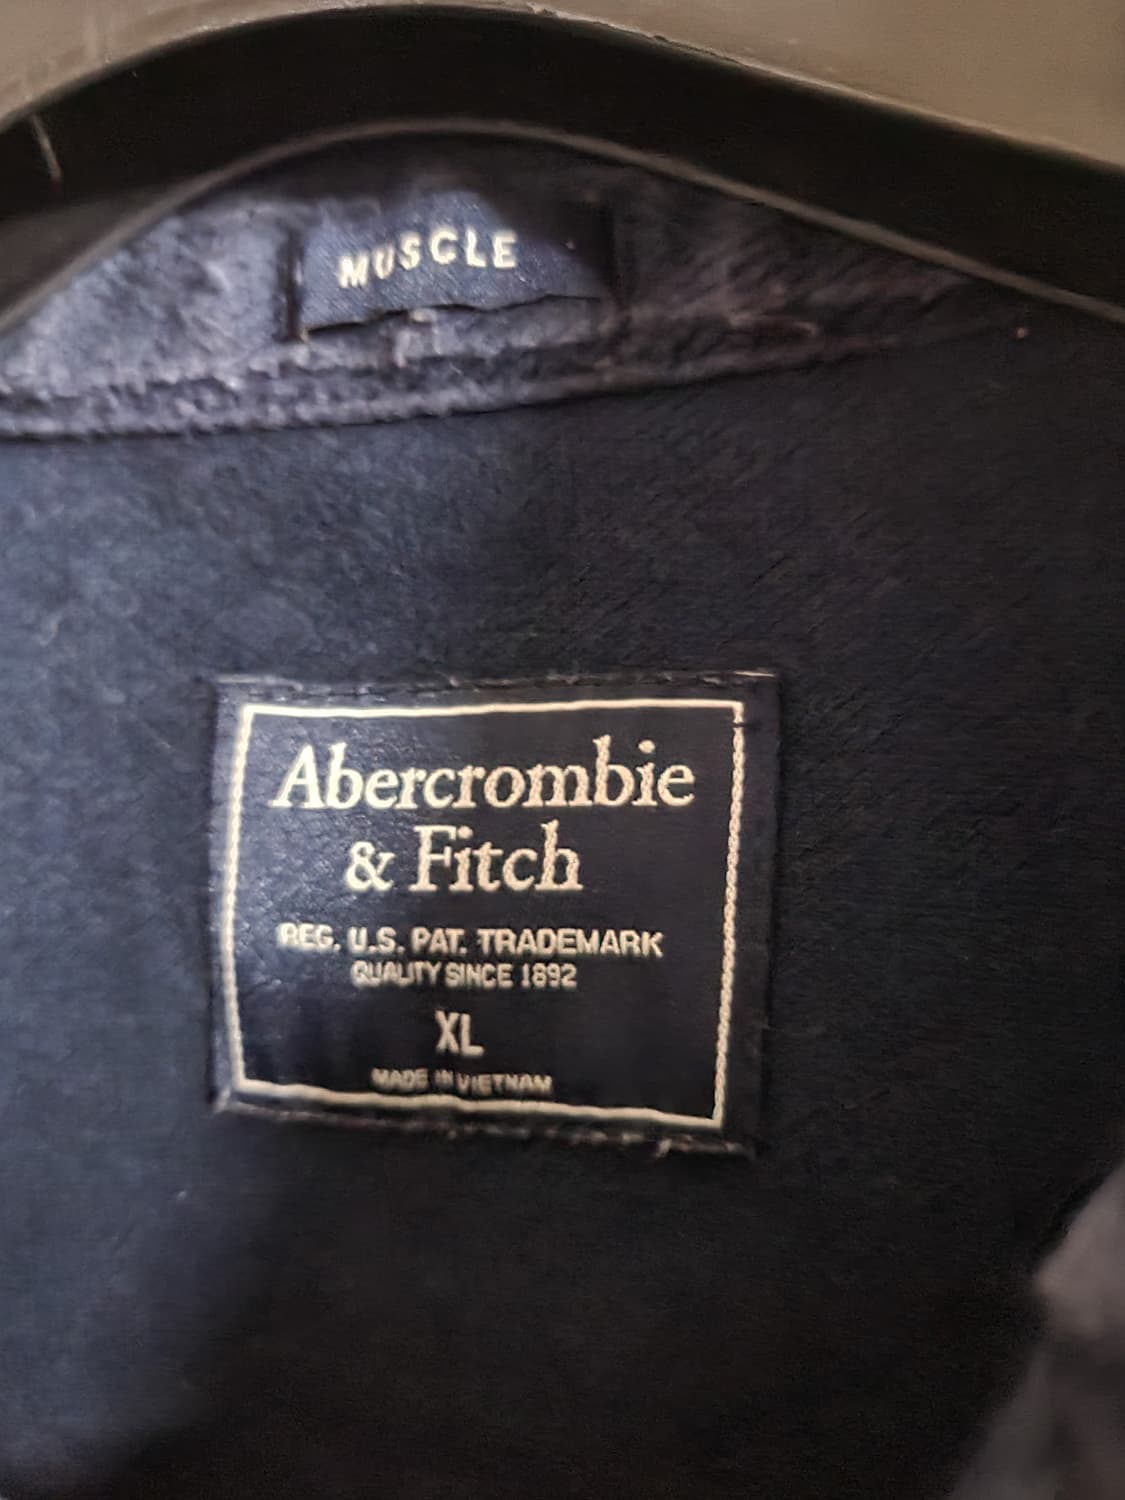 MUSCLE
Abercrombie
& Fitch
REG. U.S. PAT. TRADEMARK
QUALITY SINCE 1892
XL
MADE IN VIETNAM